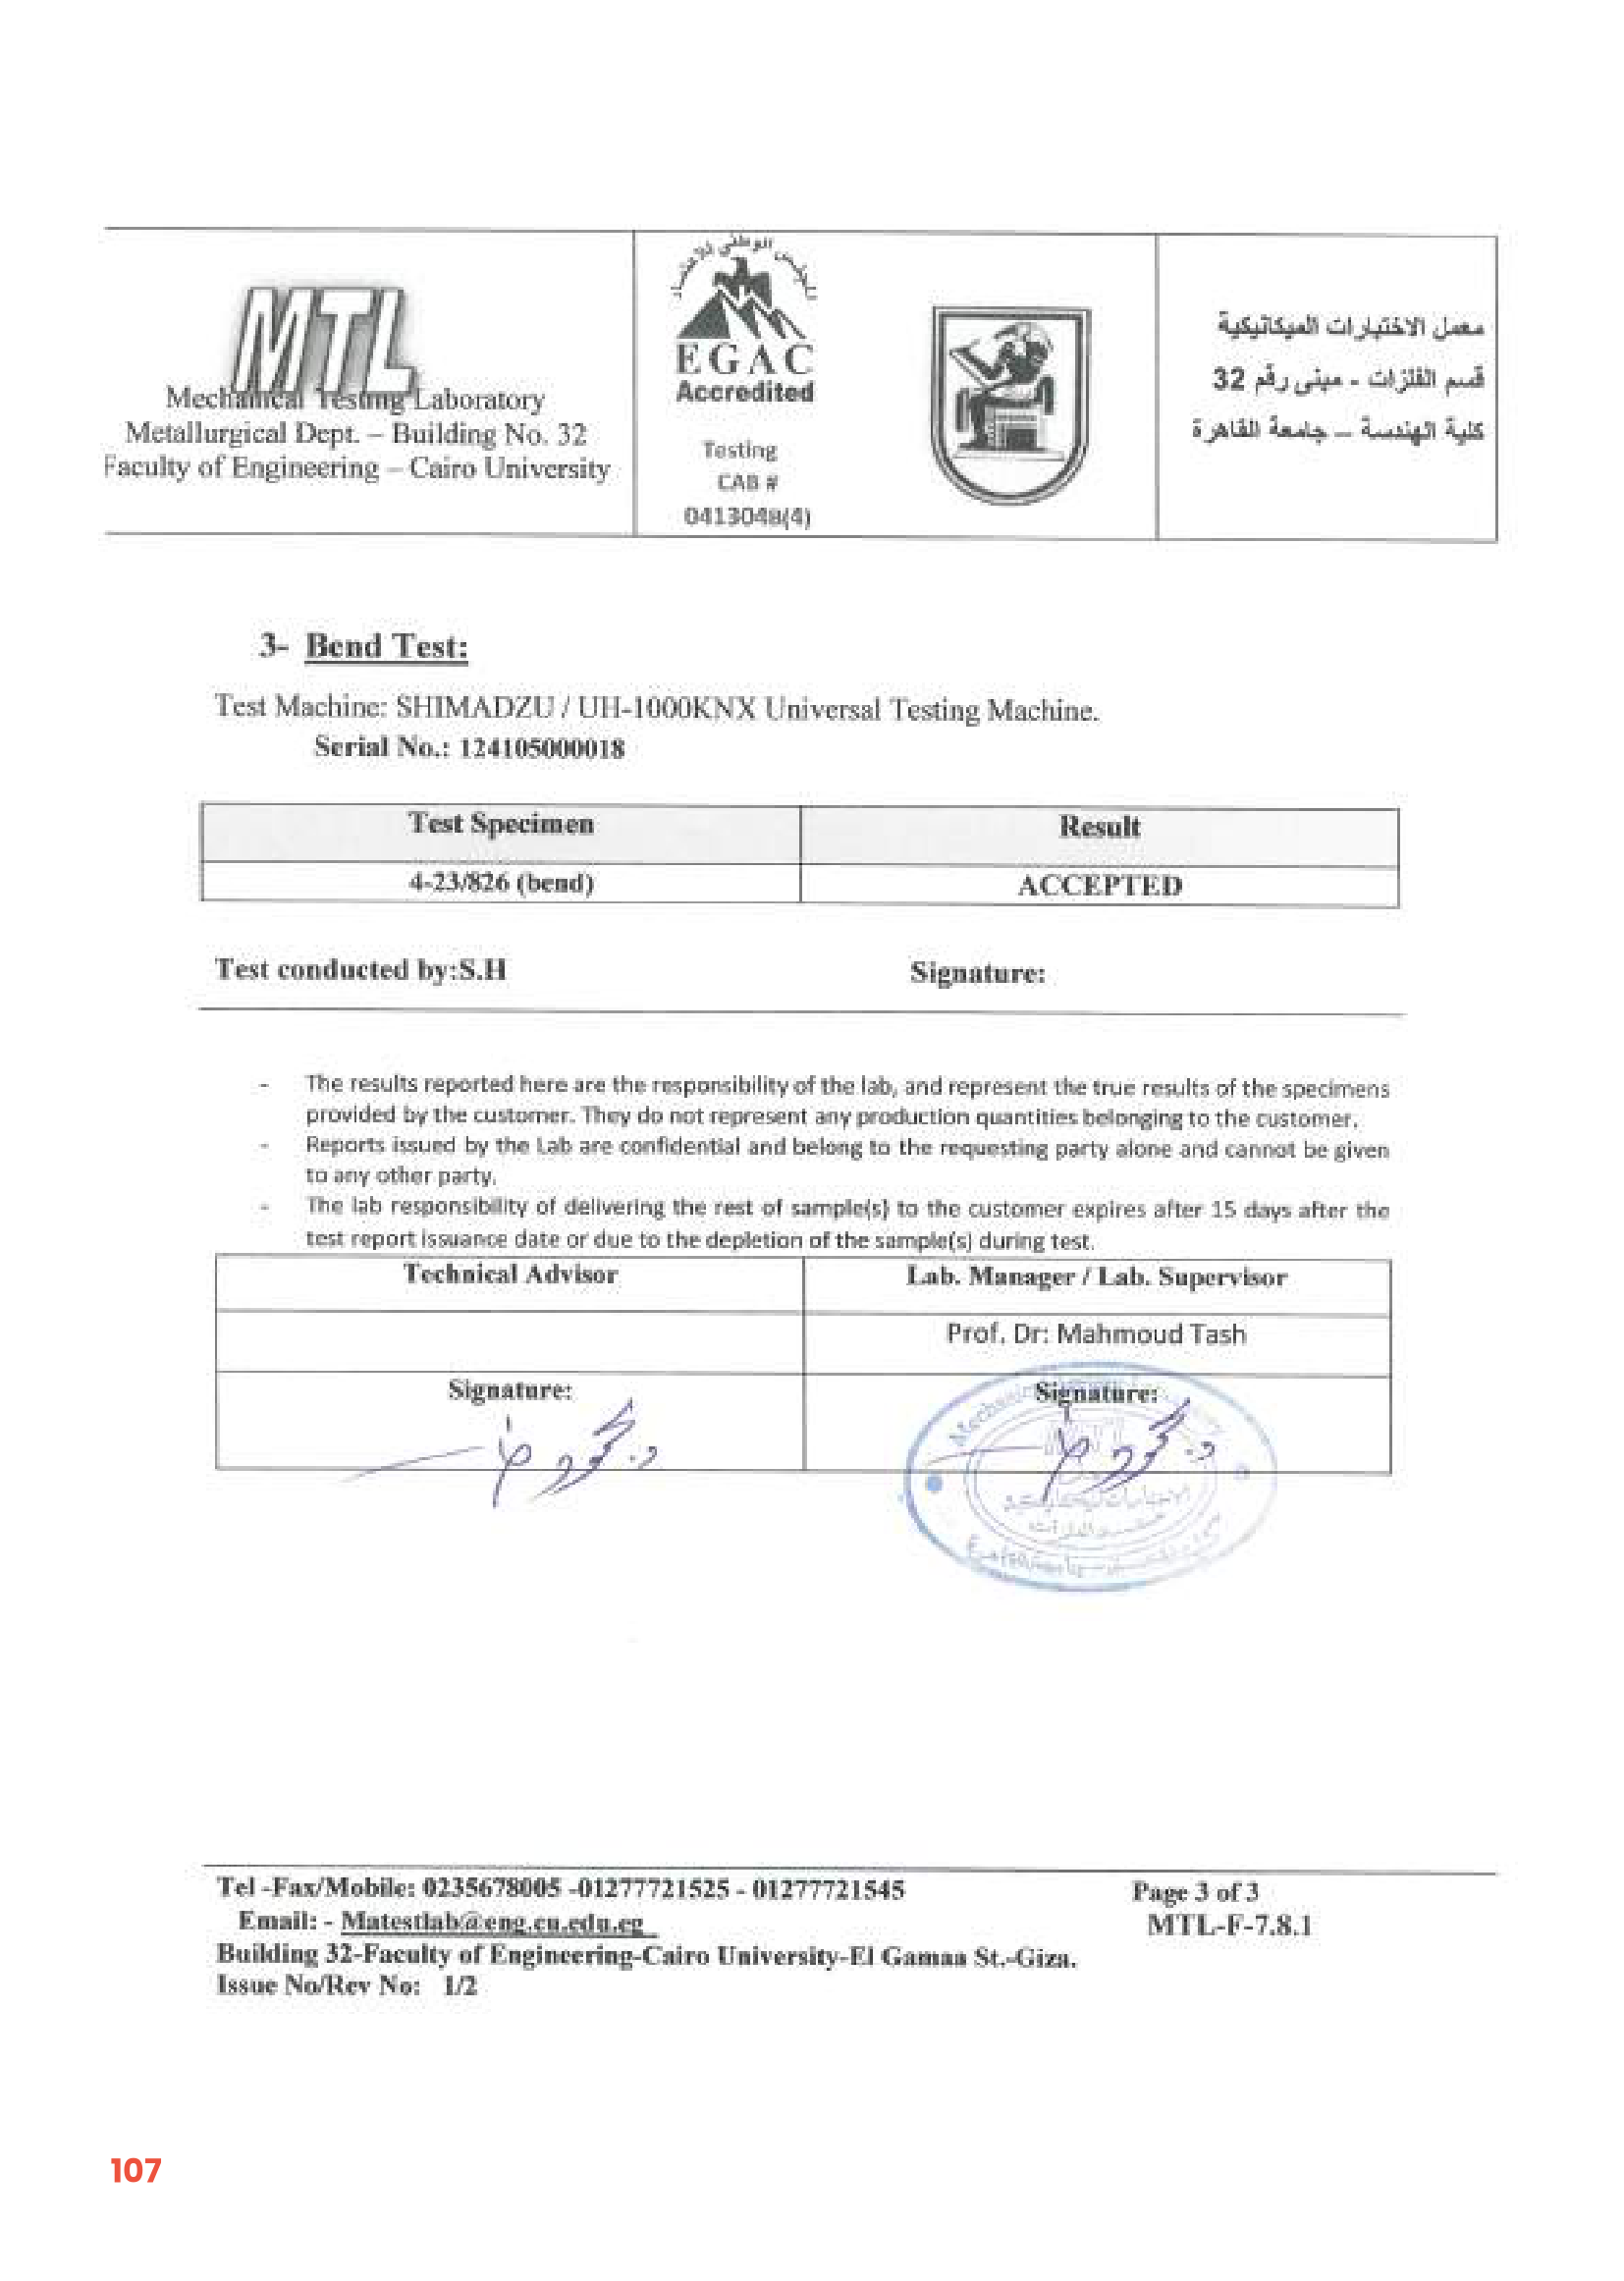 MTL
Mechanical Testing Laboratory
Metallurgical Dept. – Building No. 32
Faculty of Engineering – Cairo University
المجلس الوطني للاعتماد
EGAC
Accredited
Testing
CAB #
0413048(4)
معمل الاختبارات الميكانيكية
قسم الفلزات - مبنى رقم 32
كلية الهندسة – جامعة القاهرة
3- Bend Test:
Test Machine: SHIMADZU / UH-1000KNX Universal Testing Machine.
Serial No.: 124105000018
Test Specimen Result
4-23/826 (bend) ACCEPTED
Test conducted by:S.H Signature:
- The results reported here are the responsibility of the lab, and represent the true results of the specimens
provided by the customer. They do not represent any production quantities belonging to the customer.
- Reports issued by the Lab are confidential and belong to the requesting party alone and cannot be given
to any other party.
- The lab responsibility of delivering the rest of sample(s) to the customer expires after 15 days after the
test report issuance date or due to the depletion of the sample(s) during test.
Technical Advisor Lab. Manager / Lab. Supervisor
Prof. Dr: Mahmoud Tash
Signature: Signature:
Tel -Fax/Mobile: 0235678005 -01277721525 - 01277721545 Page 3 of 3
Email: - Matestlab@eng.cu.edu.eg MTL-F-7.8.1
Building 32-Faculty of Engineering-Cairo University-El Gamaa St.-Giza.
Issue No/Rev No: 1/2
107